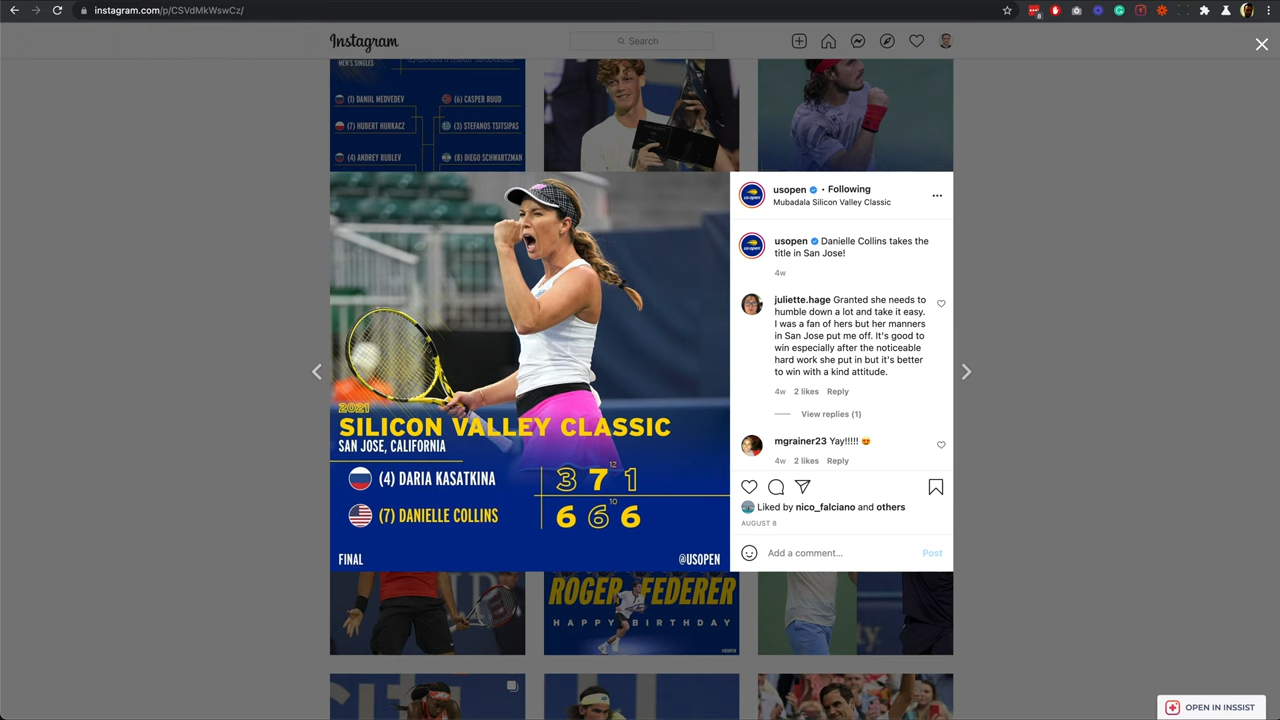 instagram.com/p/CSVdMkWswCz/
8
Instagram
Search
MEN'S SINGLES
(1) DANIIL MEDVEDEV
(6) CASPER RUUD
(7) HUBERT HURKACZ
(3) STEFANOS TSITSIPAS
(4) ANDREY RUBLEV
(8) DIEGO SCHWARTZMAN
2021
SILICON VALLEY CLASSIC
SAN JOSE, CALIFORNIA
(4) DARIA KASATKINA 3 7 12 1
(7) DANIELLE COLLINS 6 6 10 6
FINAL
@USOPEN
usopen • Following
Mubadala Silicon Valley Classic
usopen Danielle Collins takes the
title in San Jose!
4w
juliette.hage Granted she needs to
humble down a lot and take it easy.
I was a fan of hers but her manners
in San Jose put me off. It's good to
win especially after the noticeable
hard work she put in but it's better
to win with a kind attitude.
4w 2 likes Reply
View replies (1)
mgrainer23 Yay!!!!! 😍
4w 2 likes Reply
Liked by nico_falciano and others
AUGUST 8
Add a comment...
Post
ROGER FEDERER
HAPPY BIRTHDAY
@USOPEN
OPEN IN INSSIST